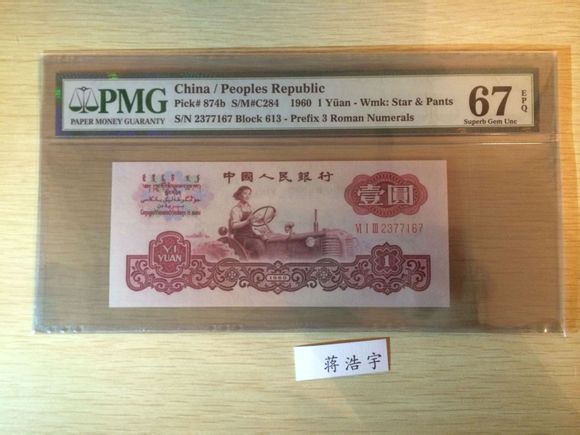 PMG
PAPER MONEY GUARANTY
China / Peoples Republic
Pick# 874b S/M#C284 1960 1 Yüan - Wmk: Star & Pants
S/N 2377167 Block 613 - Prefix 3 Roman Numerals
67 EPQ
Superb Gem Unc
中國人民銀行
壹圓
VI I III 2377167
YI
YUAN
1960
1
蒋浩宇